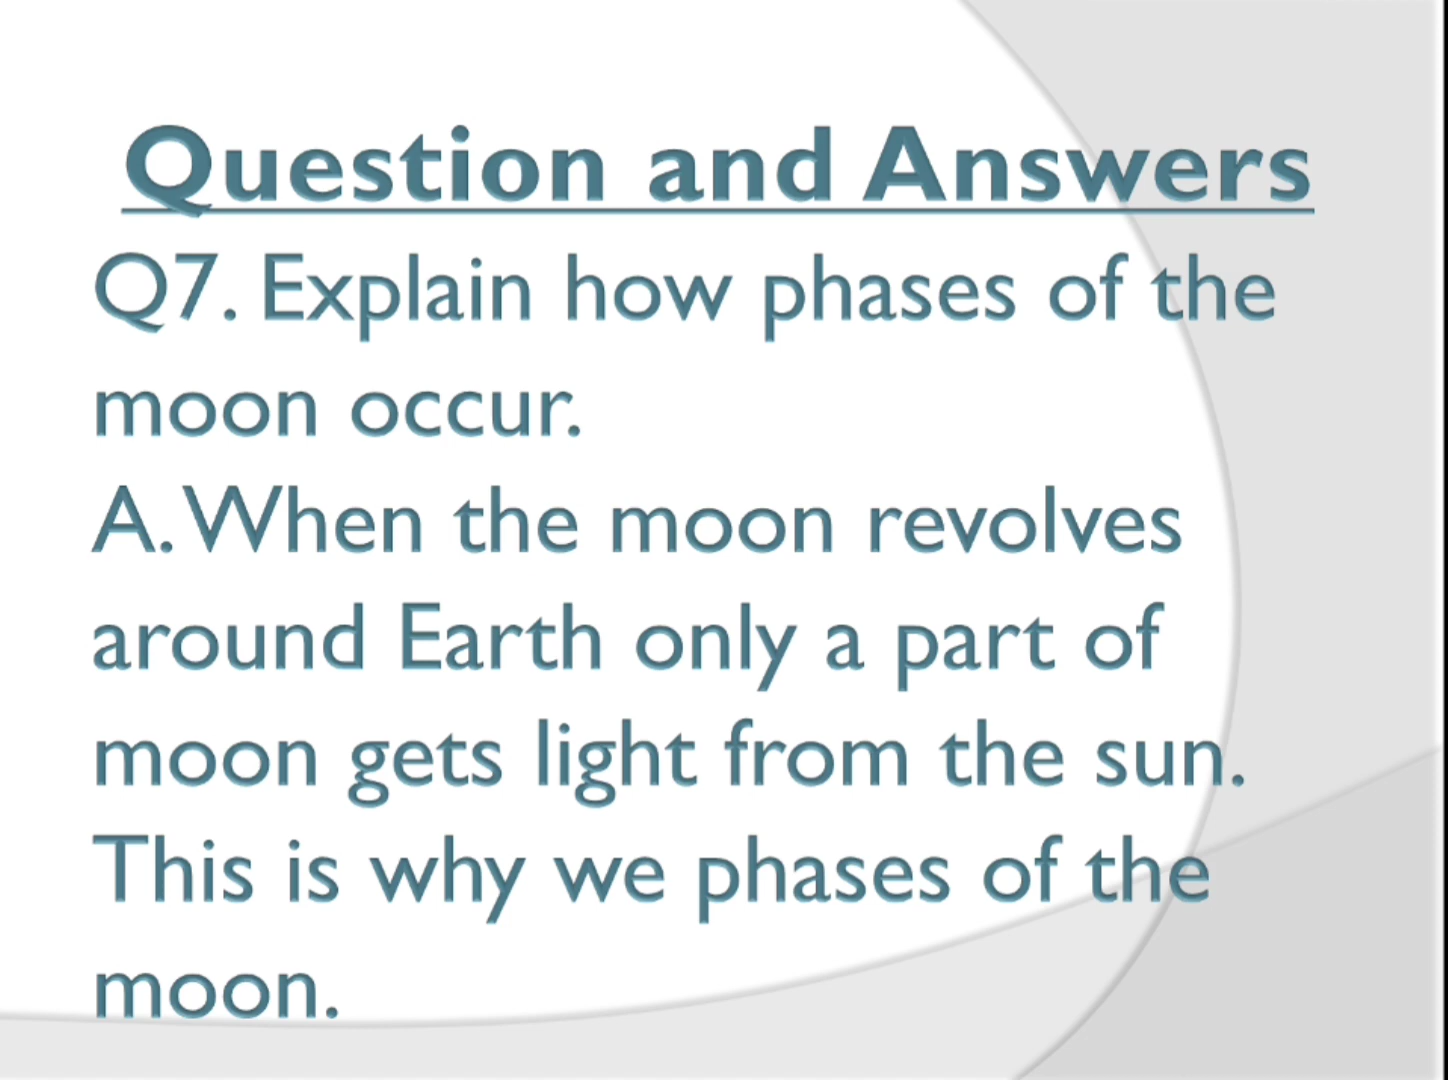 Question and Answers
Q7. Explain how phases of the
moon occur.
A. When the moon revolves
around Earth only a part of
moon gets light from the sun.
This is why we phases of the
moon.